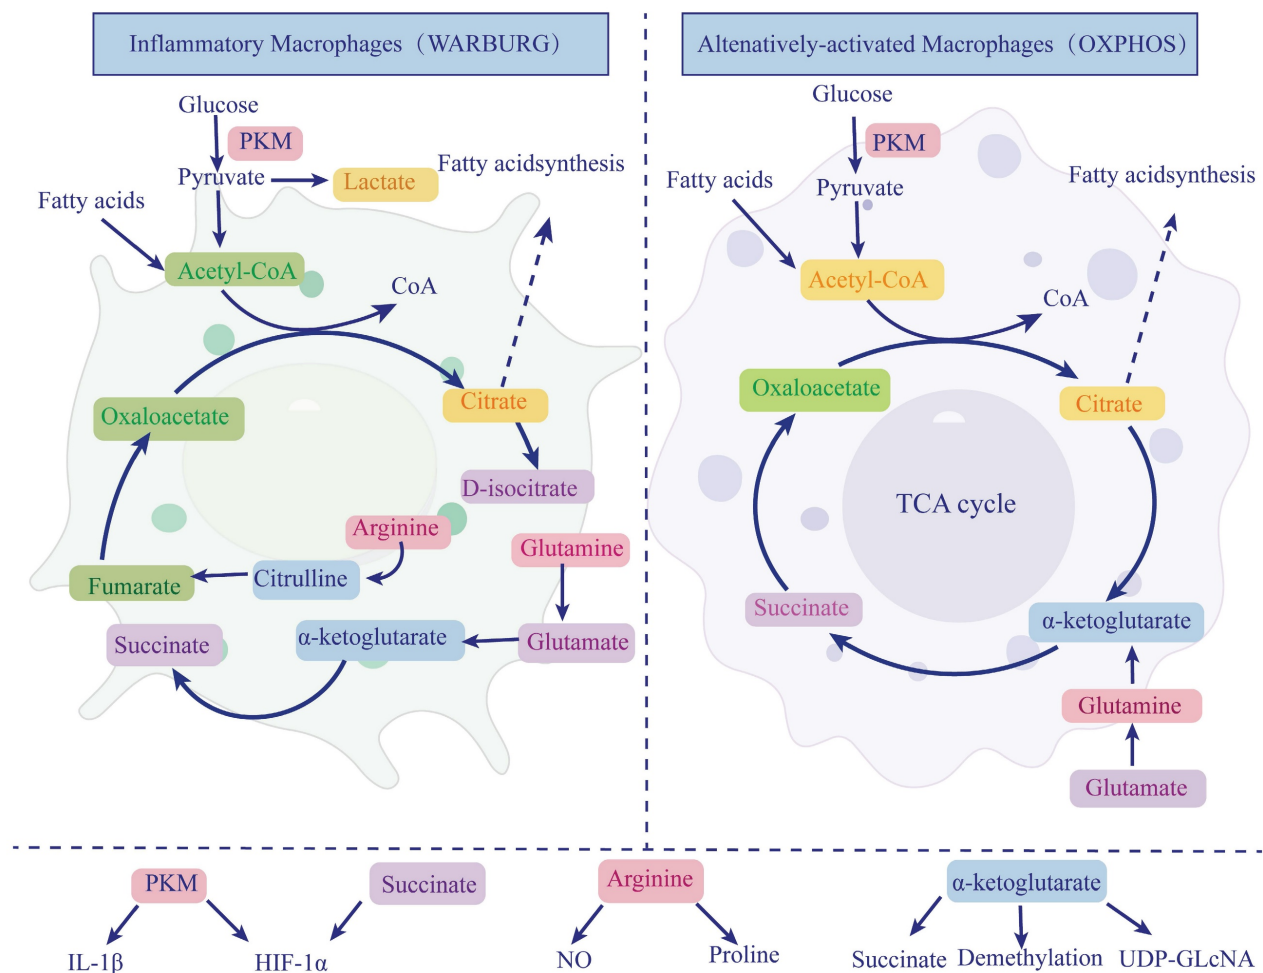 Inflammatory Macrophages（WARBURG）
Glucose
PKM
Pyruvate
Lactate
Fatty acidsynthesis
Fatty acids
Acetyl-CoA
CoA
Oxaloacetate
Citrate
D-isocitrate
Arginine
Glutamine
Fumarate
Citrulline
Succinate
α-ketoglutarate
Glutamate
Altenatively-activated Macrophages（OXPHOS）
Glucose
PKM
Fatty acids
Pyruvate
Fatty acidsynthesis
Acetyl-CoA
CoA
Oxaloacetate
Citrate
TCA cycle
Succinate
α-ketoglutarate
Glutamine
Glutamate
PKM
Succinate
IL-1β
HIF-1α
Arginine
NO
Proline
α-ketoglutarate
Succinate
Demethylation
UDP-GLcNA